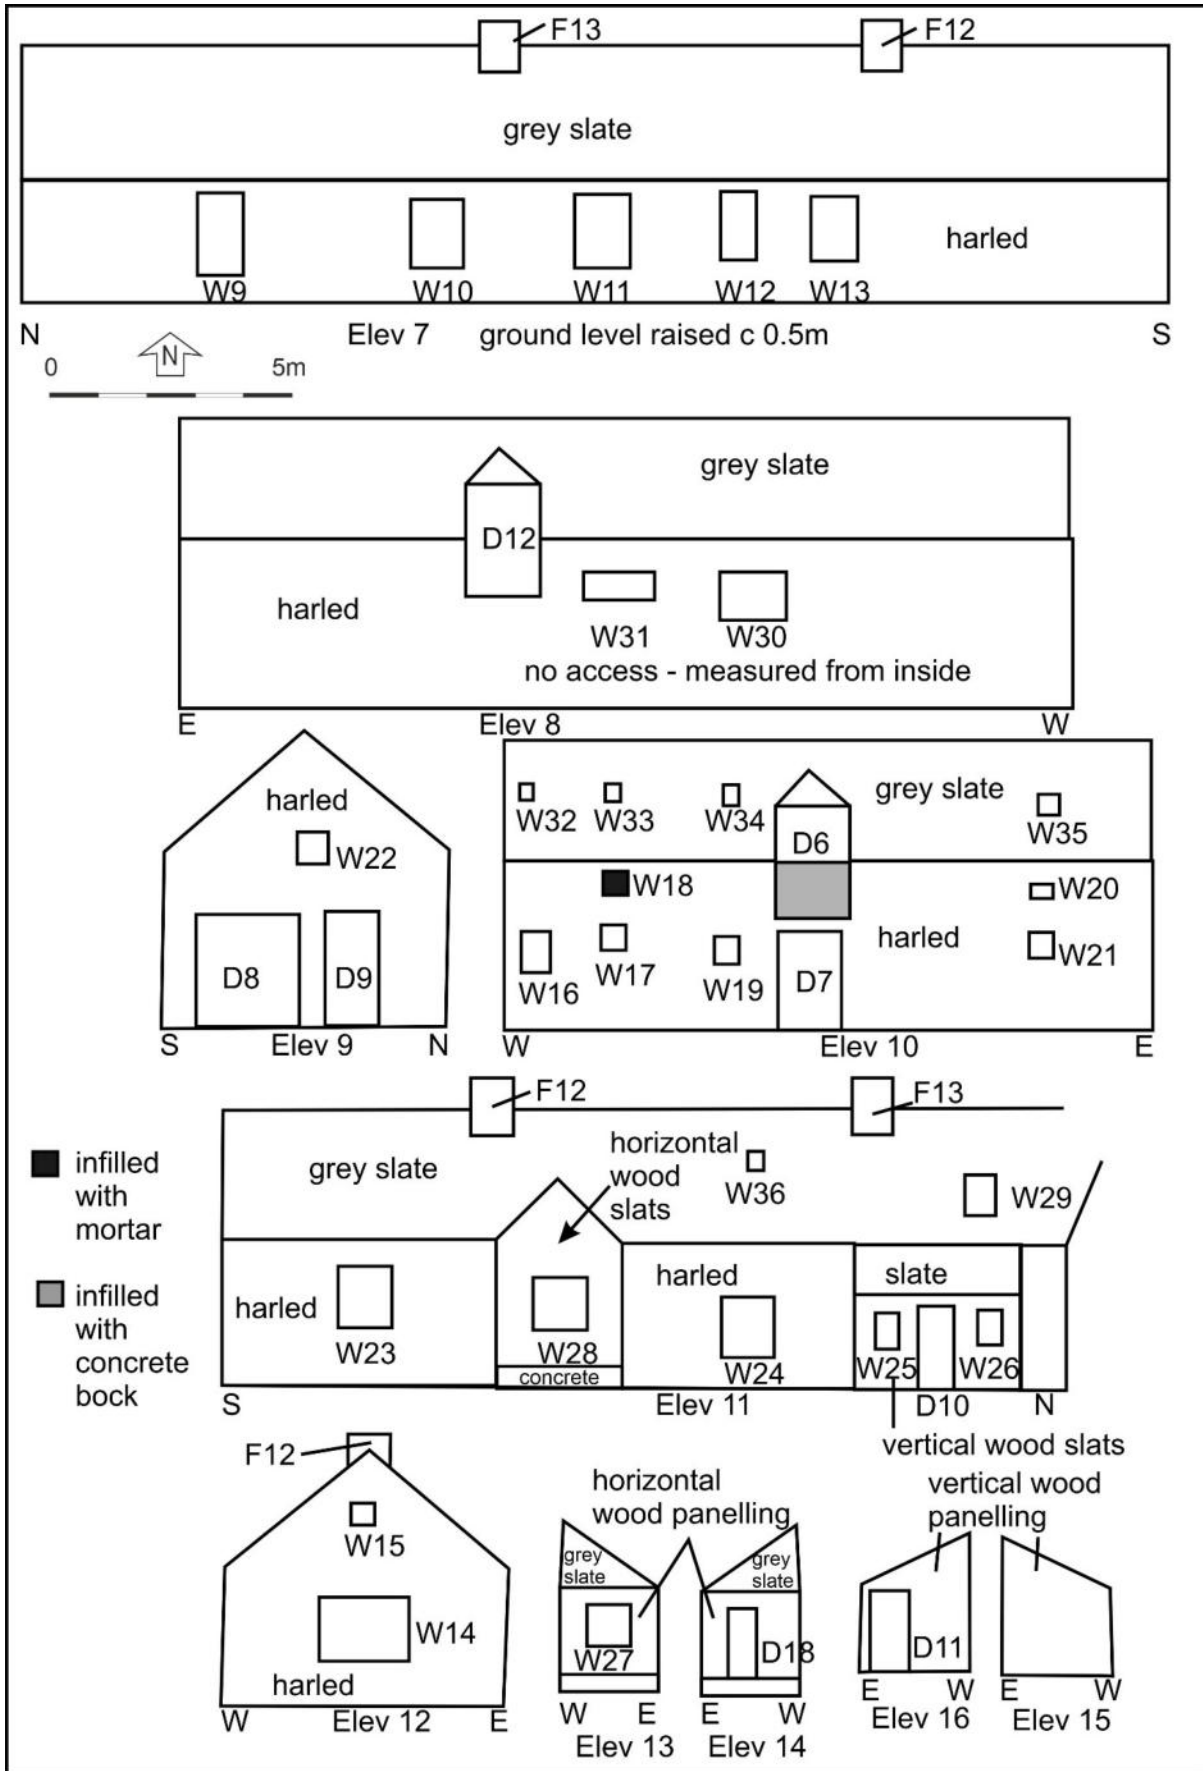 F13
F12
grey slate
harled
W9
W10
W11
W12
W13
N
Elev 7
ground level raised c 0.5m
S
0
N
5m
grey slate
D12
harled
W31
W30
no access - measured from inside
E
Elev 8
W
harled
W22
D8
D9
S
Elev 9
N
grey slate
W32
W33
W34
D6
W35
W18
W20
harled
W16
W17
W19
D7
W21
W
Elev 10
E
infilled
with
mortar
infilled
with
concrete
bock
F12
F13
grey slate
horizontal
wood
slats
W36
W29
harled
harled
slate
W23
W28
W24
W25
W26
concrete
S
Elev 11
D10
N
vertical wood slats
F12
W15
W14
harled
W
Elev 12
E
horizontal
wood panelling
grey
slate
W27
W
E
Elev 13
grey
slate
D18
E
W
Elev 14
vertical wood
panelling
D11
E
W
Elev 16
E
W
Elev 15